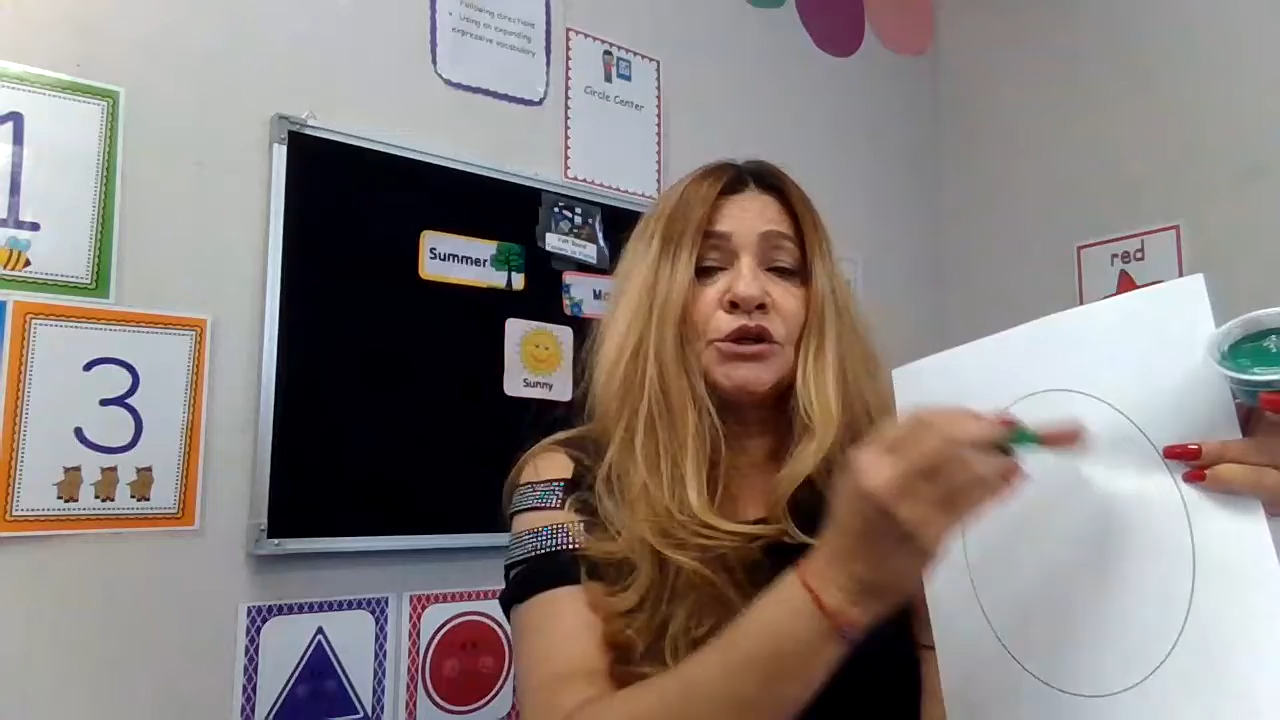 Following directions
Using an expanding
expressive vocabulary
Circle Center
1
Summer
Sunny
3
red